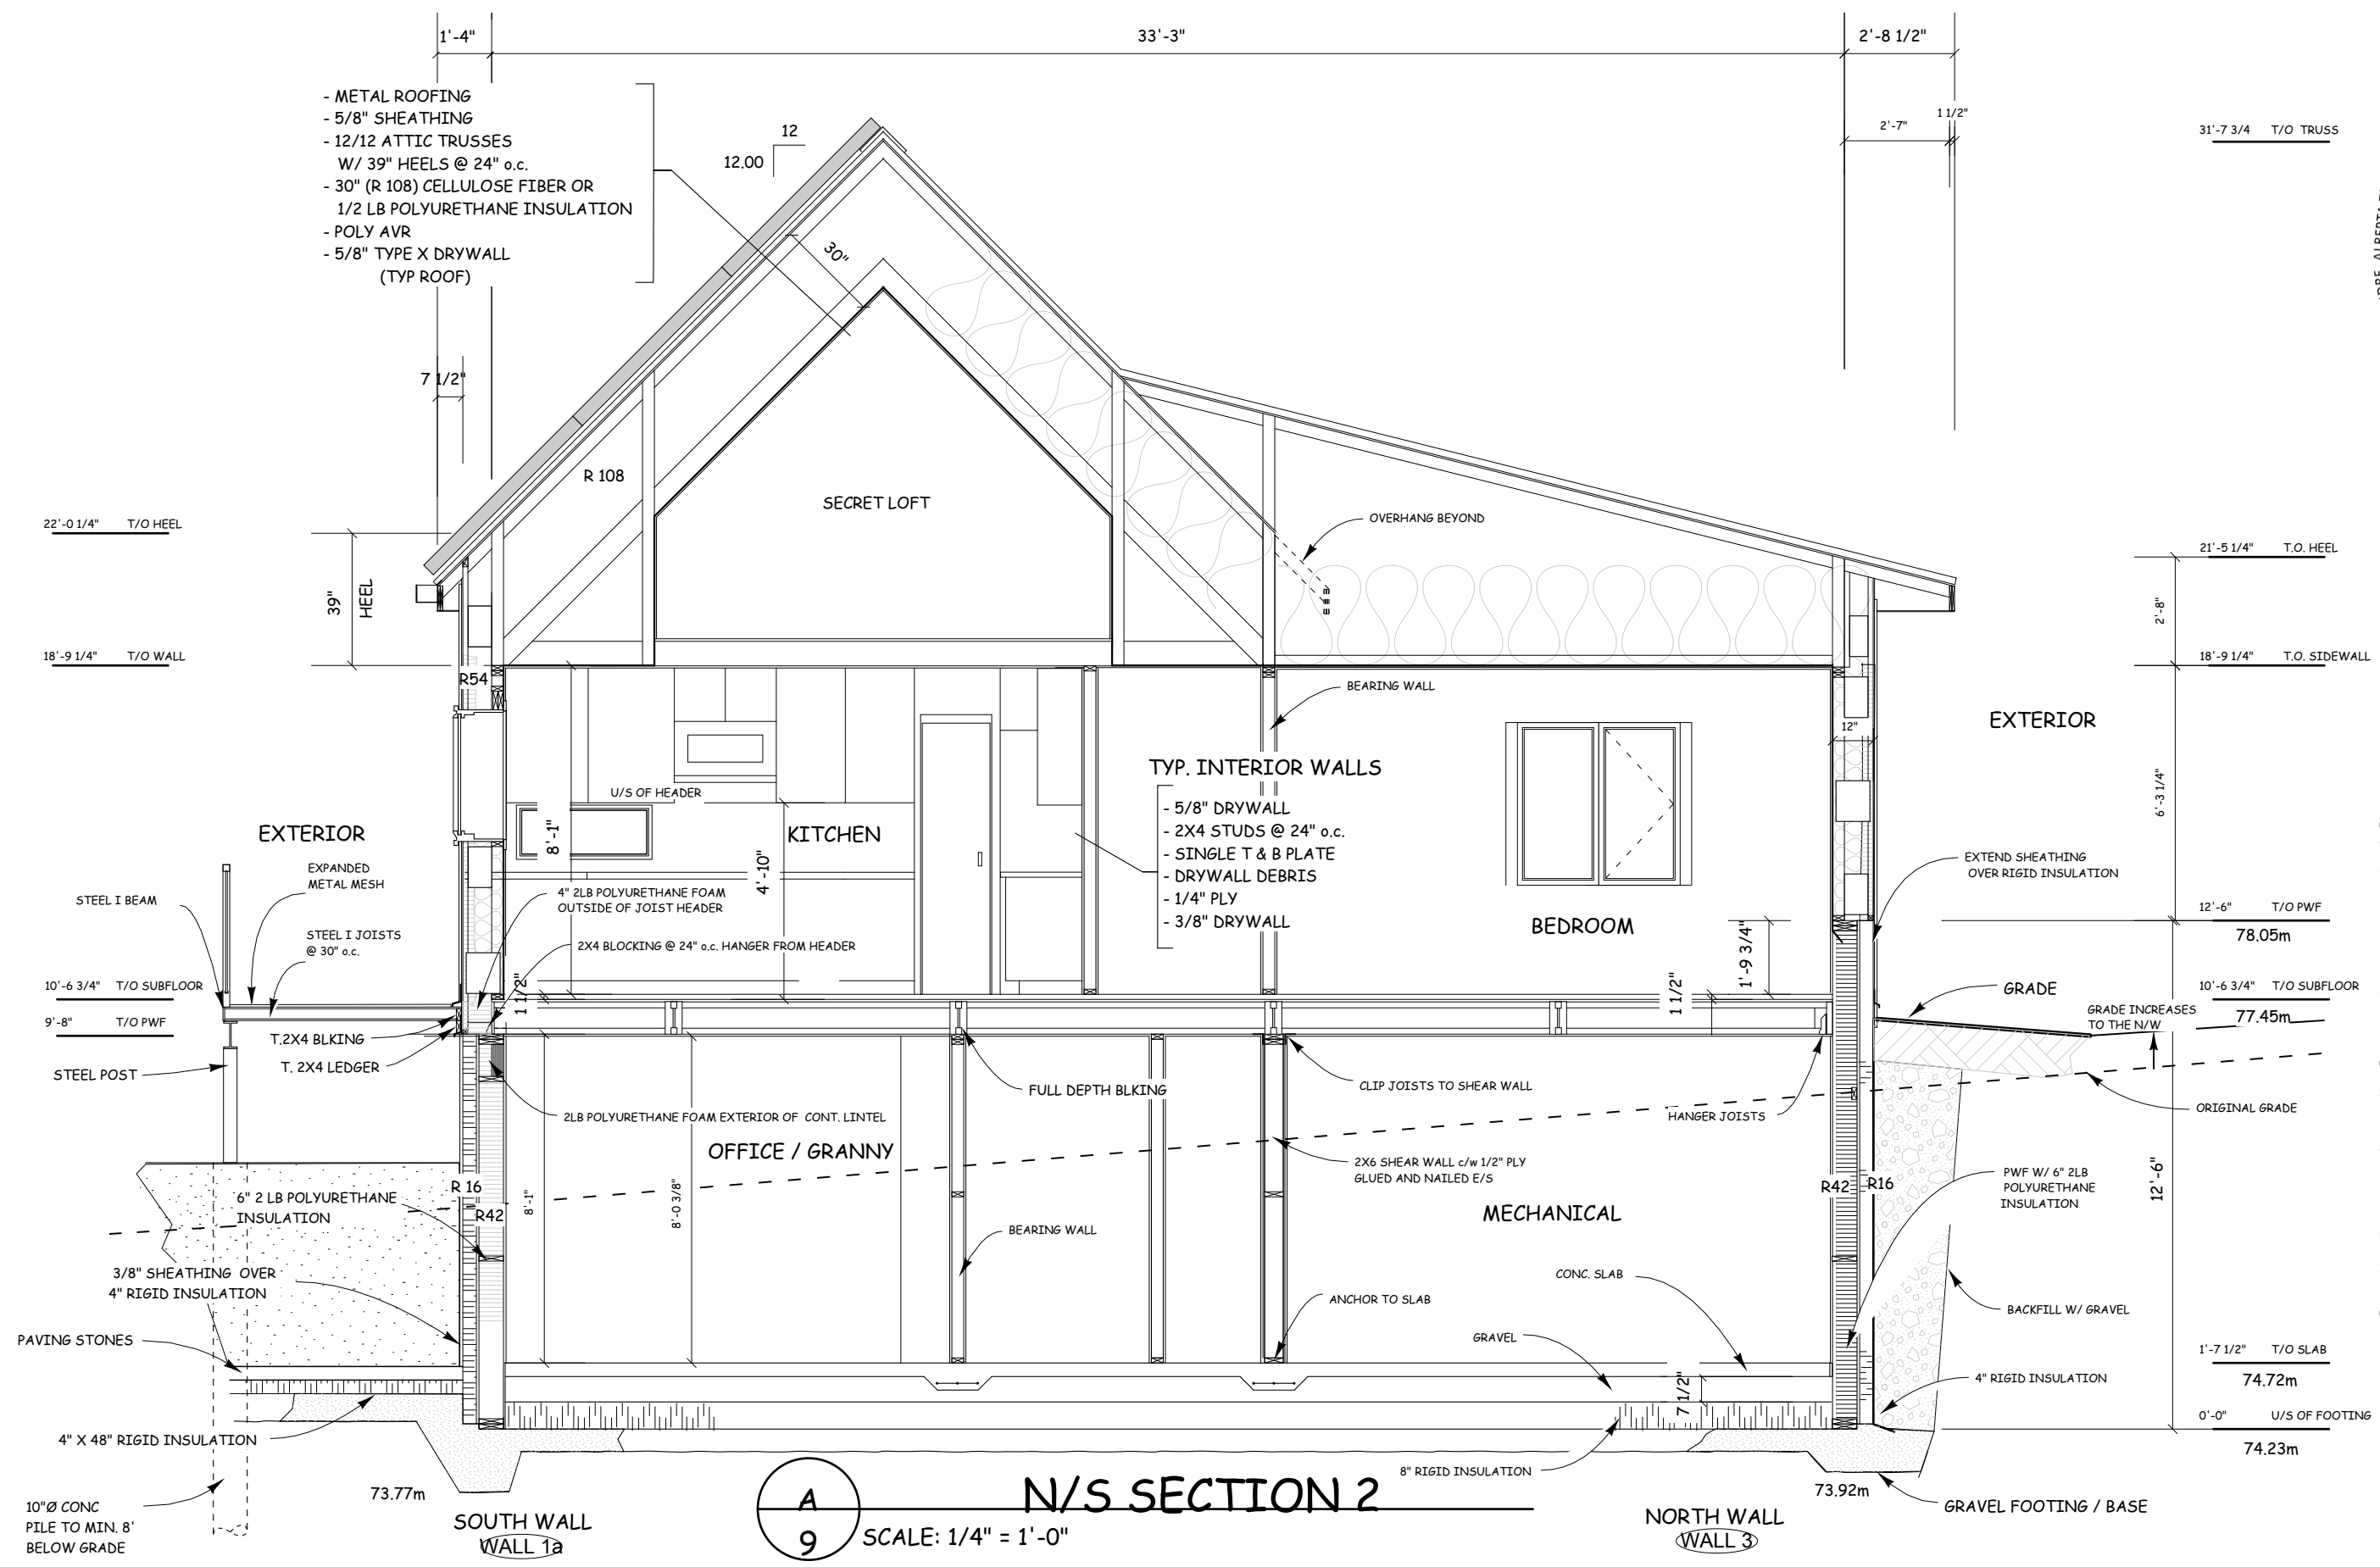 1'-4"
33'-3"
2'-8 1/2"
2'-7"
1 1/2"
- METAL ROOFING
- 5/8" SHEATHING
- 12/12 ATTIC TRUSSES
W/ 39" HEELS @ 24" o.c.
- 30" (R 108) CELLULOSE FIBER OR
1/2 LB POLYURETHANE INSULATION
- POLY AVR
- 5/8" TYPE X DRYWALL
(TYP ROOF)
12
12.00
30"
31'-7 3/4 T/O TRUSS
7 1/2"
R 108
SECRET LOFT
OVERHANG BEYOND
22'-0 1/4" T/O HEEL
39"
HEEL
18'-9 1/4" T/O WALL
21'-5 1/4" T.O. HEEL
2'-8"
18'-9 1/4" T.O. SIDEWALL
R54
BEARING WALL
12"
EXTERIOR
6'-3 1/4"
TYP. INTERIOR WALLS
- 5/8" DRYWALL
- 2X4 STUDS @ 24" o.c.
- SINGLE T & B PLATE
- DRYWALL DEBRIS
- 1/4" PLY
- 3/8" DRYWALL
U/S OF HEADER
KITCHEN
8'-1"
4'-10"
EXTERIOR
EXPANDED
METAL MESH
STEEL I BEAM
STEEL I JOISTS
@ 30" o.c.
4" 2LB POLYURETHANE FOAM
OUTSIDE OF JOIST HEADER
2X4 BLOCKING @ 24" o.c. HANGER FROM HEADER
1 1/2"
BEDROOM
1'-9 3/4"
1 1/2"
EXTEND SHEATHING
OVER RIGID INSULATION
12'-6" T/O PWF
78.05m
10'-6 3/4" T/O SUBFLOOR
9'-8" T/O PWF
10'-6 3/4" T/O SUBFLOOR
77.45m
GRADE
GRADE INCREASES
TO THE N/W
T.2X4 BLKING
T. 2X4 LEDGER
STEEL POST
FULL DEPTH BLKING
CLIP JOISTS TO SHEAR WALL
HANGER JOISTS
ORIGINAL GRADE
2LB POLYURETHANE FOAM EXTERIOR OF CONT. LINTEL
OFFICE / GRANNY
2X6 SHEAR WALL c/w 1/2" PLY
GLUED AND NAILED E/S
R 16
R42
8'-1"
8'-0 3/8"
6" 2 LB POLYURETHANE
INSULATION
MECHANICAL
R42
R16
PWF W/ 6" 2LB
POLYURETHANE
INSULATION
12'-6"
BEARING WALL
3/8" SHEATHING OVER
4" RIGID INSULATION
CONC. SLAB
ANCHOR TO SLAB
BACKFILL W/ GRAVEL
PAVING STONES
GRAVEL
7 1/2"
1'-7 1/2" T/O SLAB
74.72m
4" RIGID INSULATION
0'-0" U/S OF FOOTING
74.23m
4" X 48" RIGID INSULATION
8" RIGID INSULATION
73.77m
73.92m
10"Ø CONC
PILE TO MIN. 8'
BELOW GRADE
SOUTH WALL
WALL 1a
A
9
N/S SECTION 2
SCALE: 1/4" = 1'-0"
NORTH WALL
WALL 3
GRAVEL FOOTING / BASE